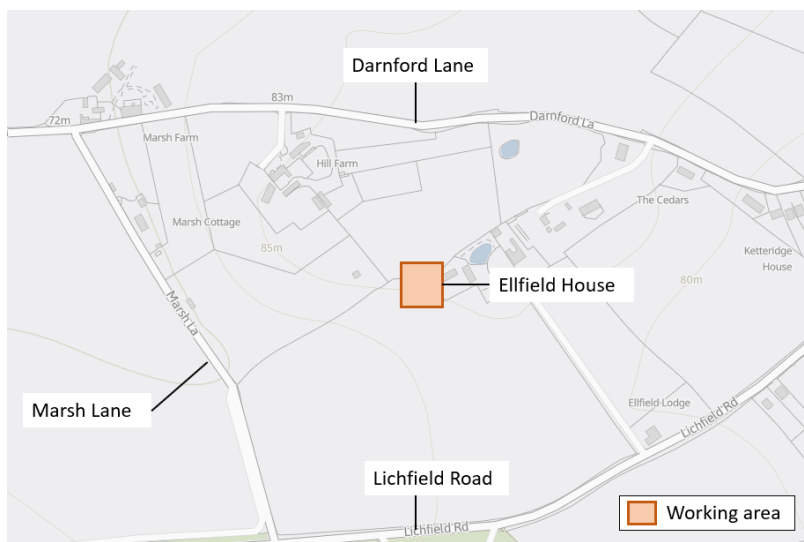 Darnford Lane
83m
72m
Darnford La
Marsh Farm
Hill Farm
The Cedars
Marsh Cottage
85m
Ketteridge
House
80m
Ellfield House
Marsh La
Marsh Lane
Ellfield Lodge
Lichfield Rd
Lichfield Road
Lichfield Rd
Working area